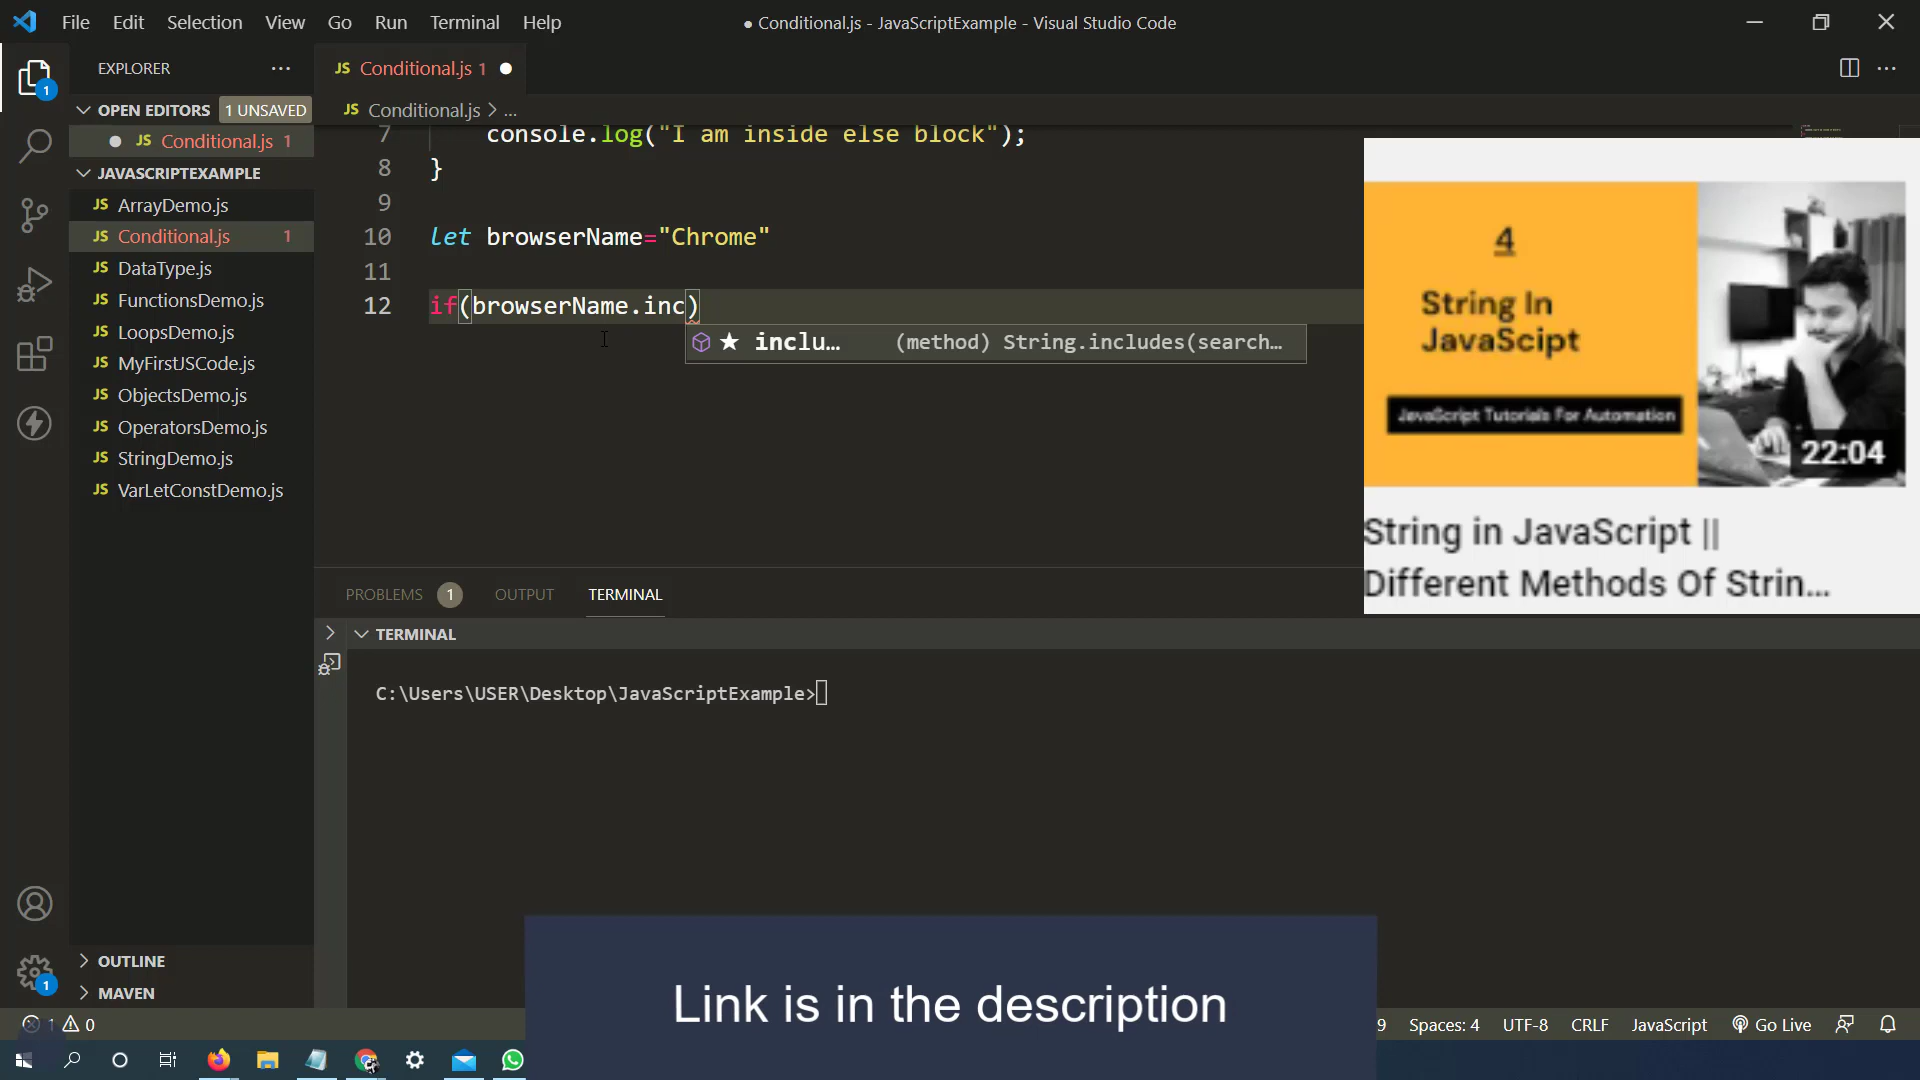 File Edit Selection View Go Run Terminal Help
● Conditional.js - JavaScriptExample - Visual Studio Code
EXPLORER ...
JS Conditional.js 1
OPEN EDITORS 1 UNSAVED
JS Conditional.js > ...
JS Conditional.js 1
JAVASCRIPTEXAMPLE
JS ArrayDemo.js
JS Conditional.js 1
JS DataType.js
JS FunctionsDemo.js
JS LoopsDemo.js
JS MyFirstJSCode.js
JS ObjectsDemo.js
JS OperatorsDemo.js
JS StringDemo.js
JS VarLetConstDemo.js
OUTLINE
MAVEN
7 console.log("I am inside else block");
8 }
9
10 let browserName="Chrome"
11
12 if(browserName.inc)
inclu... (method) String.includes(search...
4
String In
JavaScipt
JavaScript Tutorials For Automation
22:04
String in JavaScript ||
Different Methods Of Strin...
PROBLEMS 1 OUTPUT TERMINAL
TERMINAL
C:\Users\USER\Desktop\JavaScriptExample>
Link is in the description
1
1
1 0
9 Spaces: 4 UTF-8 CRLF JavaScript Go Live